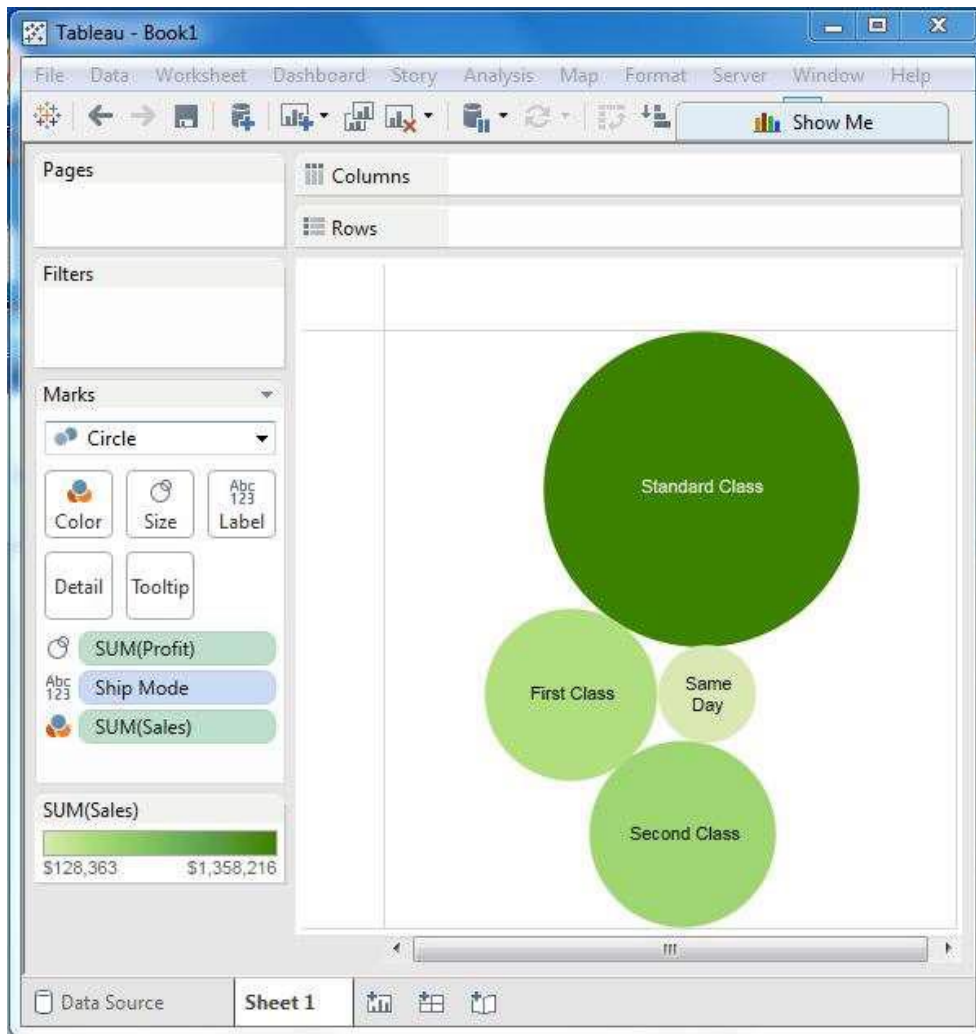 Tableau - Book1
File Data Worksheet Dashboard Story Analysis Map Format Server Window Help
Show Me
Pages
Columns
Rows
Filters
Marks
Circle
Color
Size
Abc
123
Label
Detail
Tooltip
SUM(Profit)
Abc
123
Ship Mode
SUM(Sales)
SUM(Sales)
$128,363 $1,358,216
Standard Class
First Class
Same
Day
Second Class
Data Source
Sheet 1